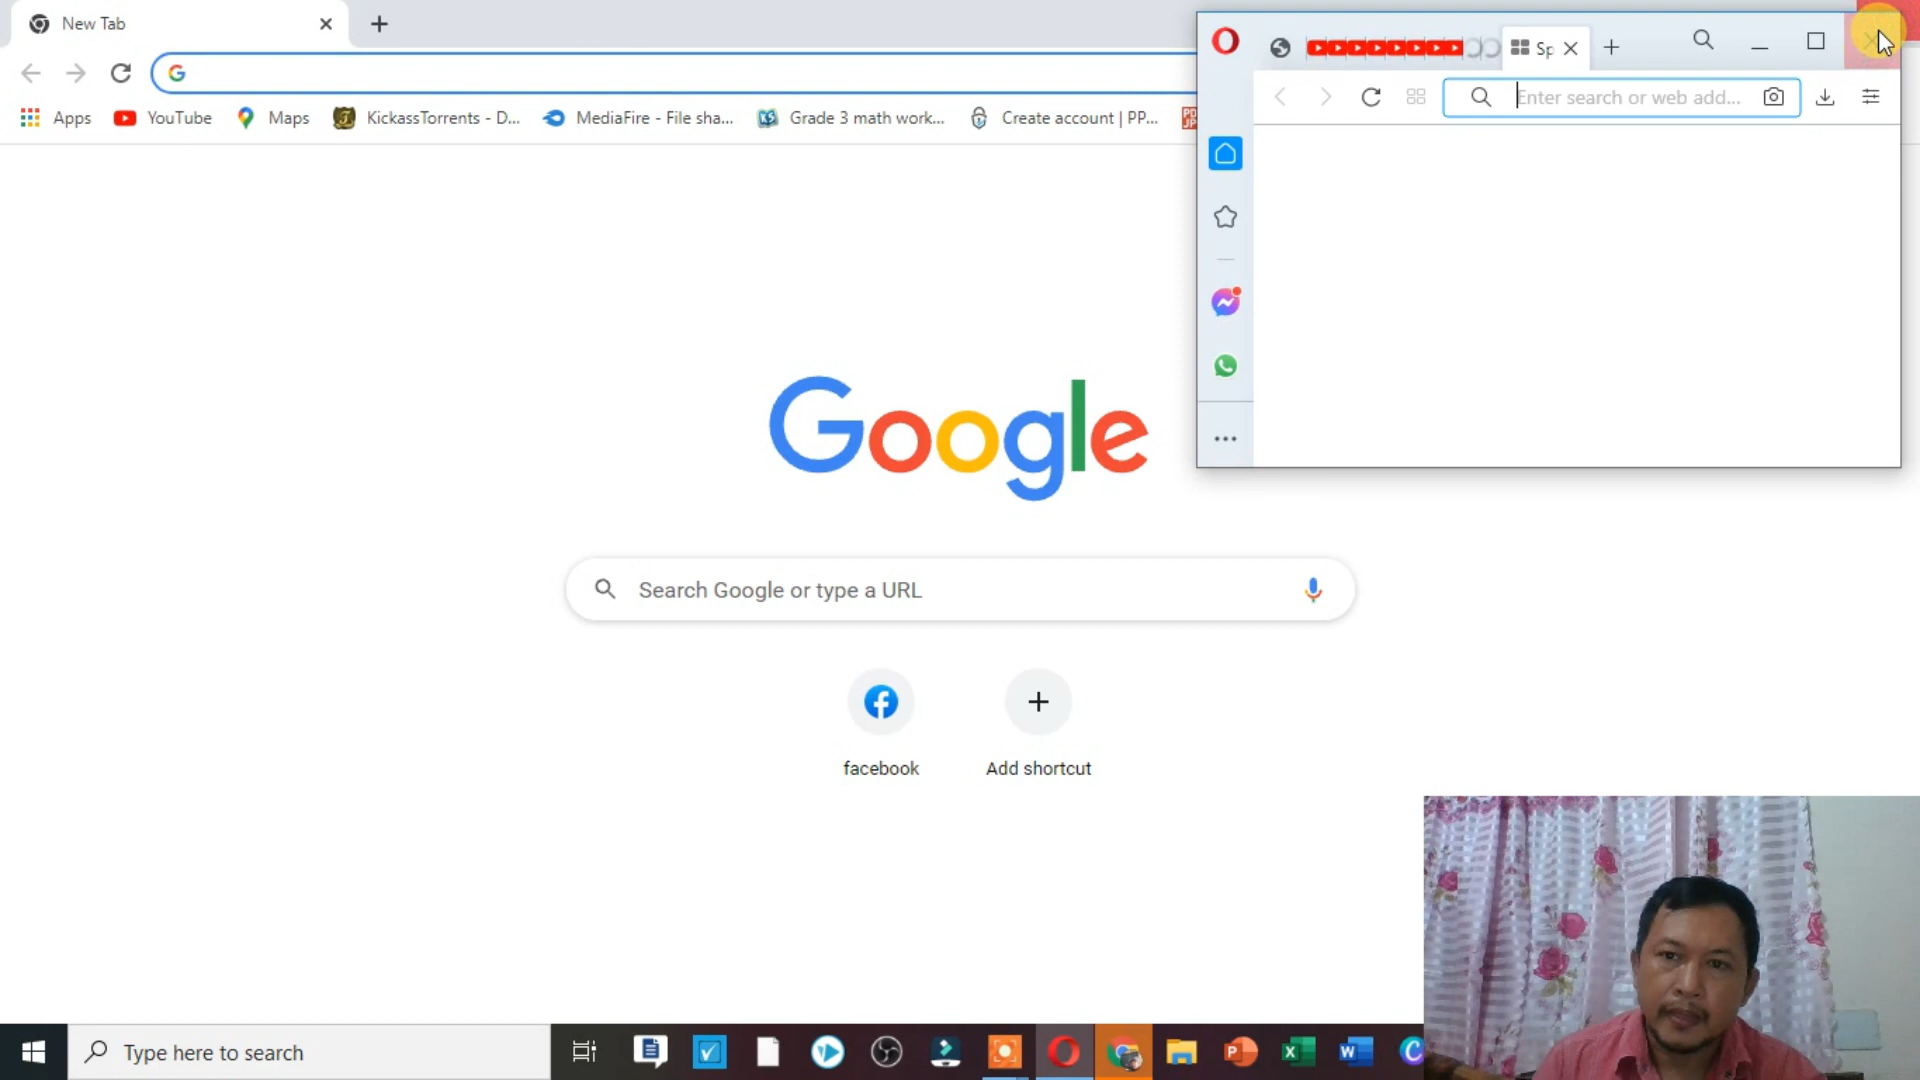 New Tab
Sp
Enter search or web add...
Apps
YouTube
Maps
KickassTorrents - D...
MediaFire - File sha...
Grade 3 math work...
Create account | PP...
Google
Search Google or type a URL
facebook
Add shortcut
Type here to search